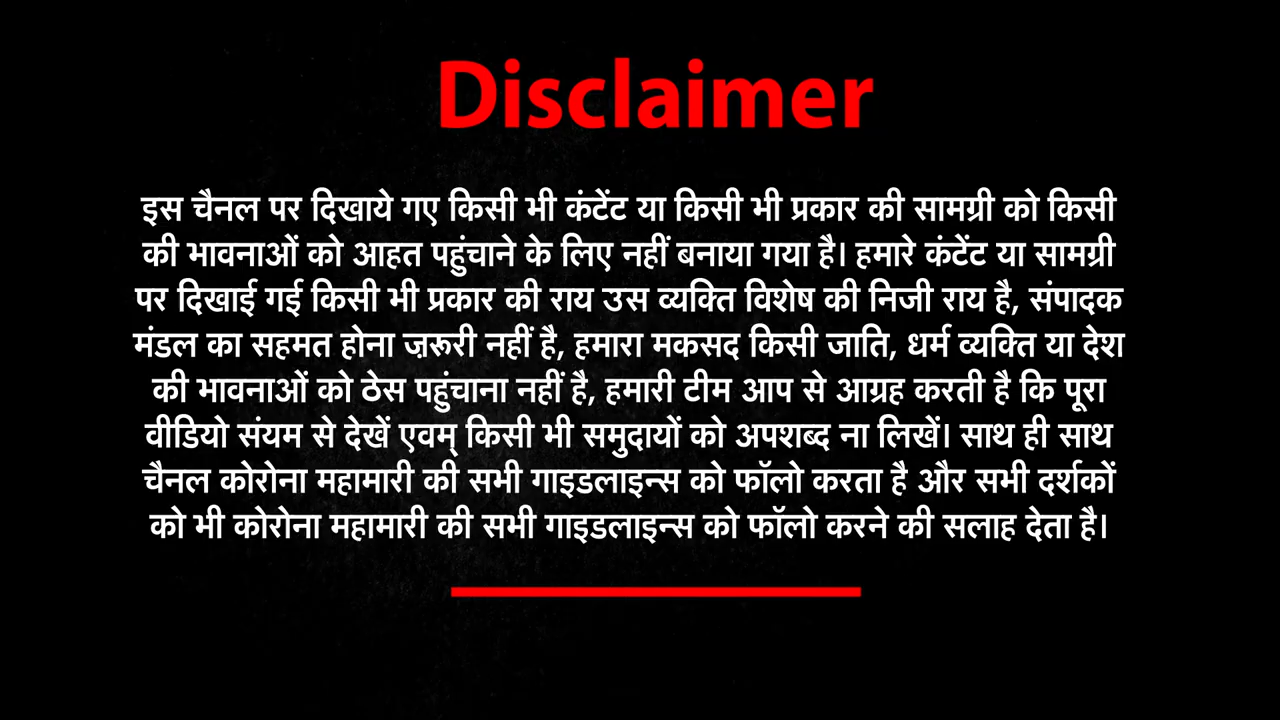 Disclaimer
इस चैनल पर दिखाये गए किसी भी कंटेंट या किसी भी प्रकार की सामग्री को किसी
की भावनाओं को आहत पहुंचाने के लिए नहीं बनाया गया है। हमारे कंटेंट या सामग्री
पर दिखाई गई किसी भी प्रकार की राय उस व्यक्ति विशेष की निजी राय है, संपादक
मंडल का सहमत होना ज़रूरी नहीं है, हमारा मकसद किसी जाति, धर्म व्यक्ति या देश
की भावनाओं को ठेस पहुंचाना नहीं है, हमारी टीम आप से आग्रह करती है कि पूरा
वीडियो संयम से देखें एवम् किसी भी समुदायों को अपशब्द ना लिखें। साथ ही साथ
चैनल कोरोना महामारी की सभी गाइडलाइन्स को फॉलो करता है और सभी दर्शकों
को भी कोरोना महामारी की सभी गाइडलाइन्स को फॉलो करने की सलाह देता है।